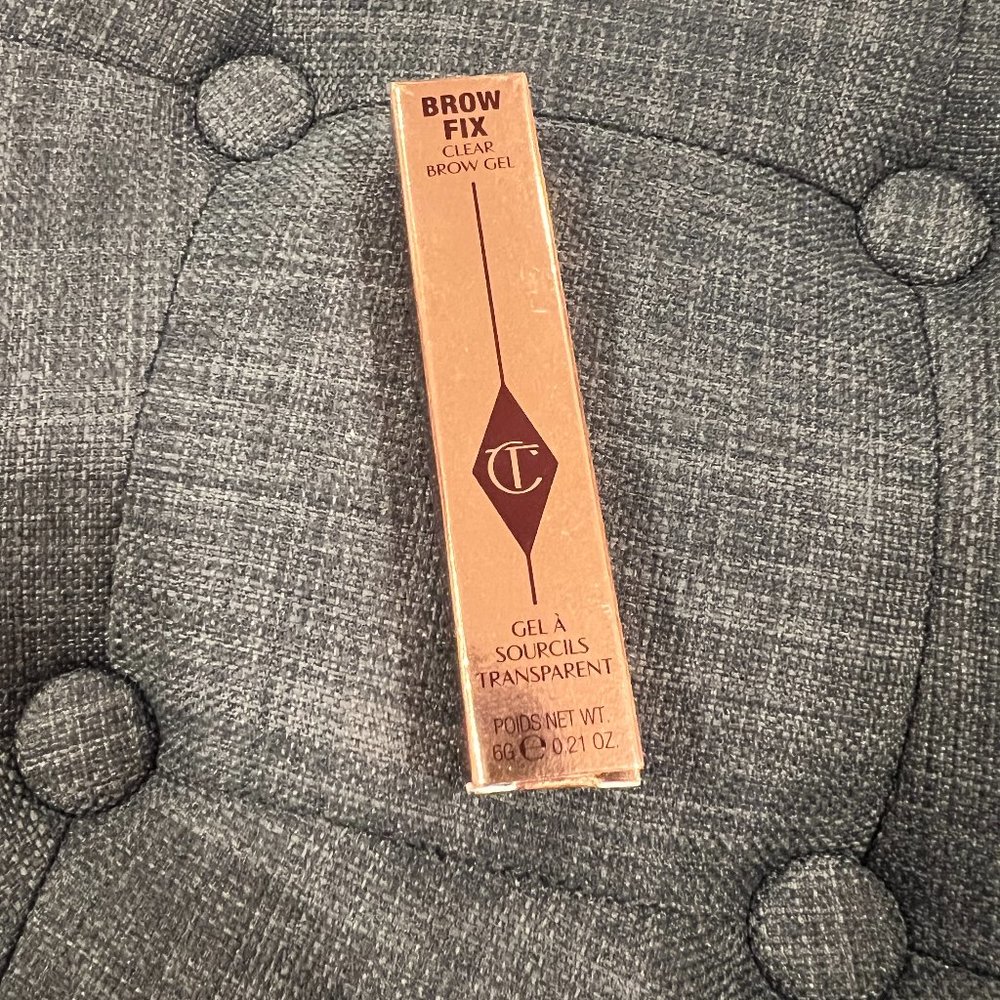 BROW
FIX
CLEAR
BROW GEL
CT
GEL À
SOURCILS
TRANSPARENT
POIDS NET WT.
6G ℮ 0.21 OZ.